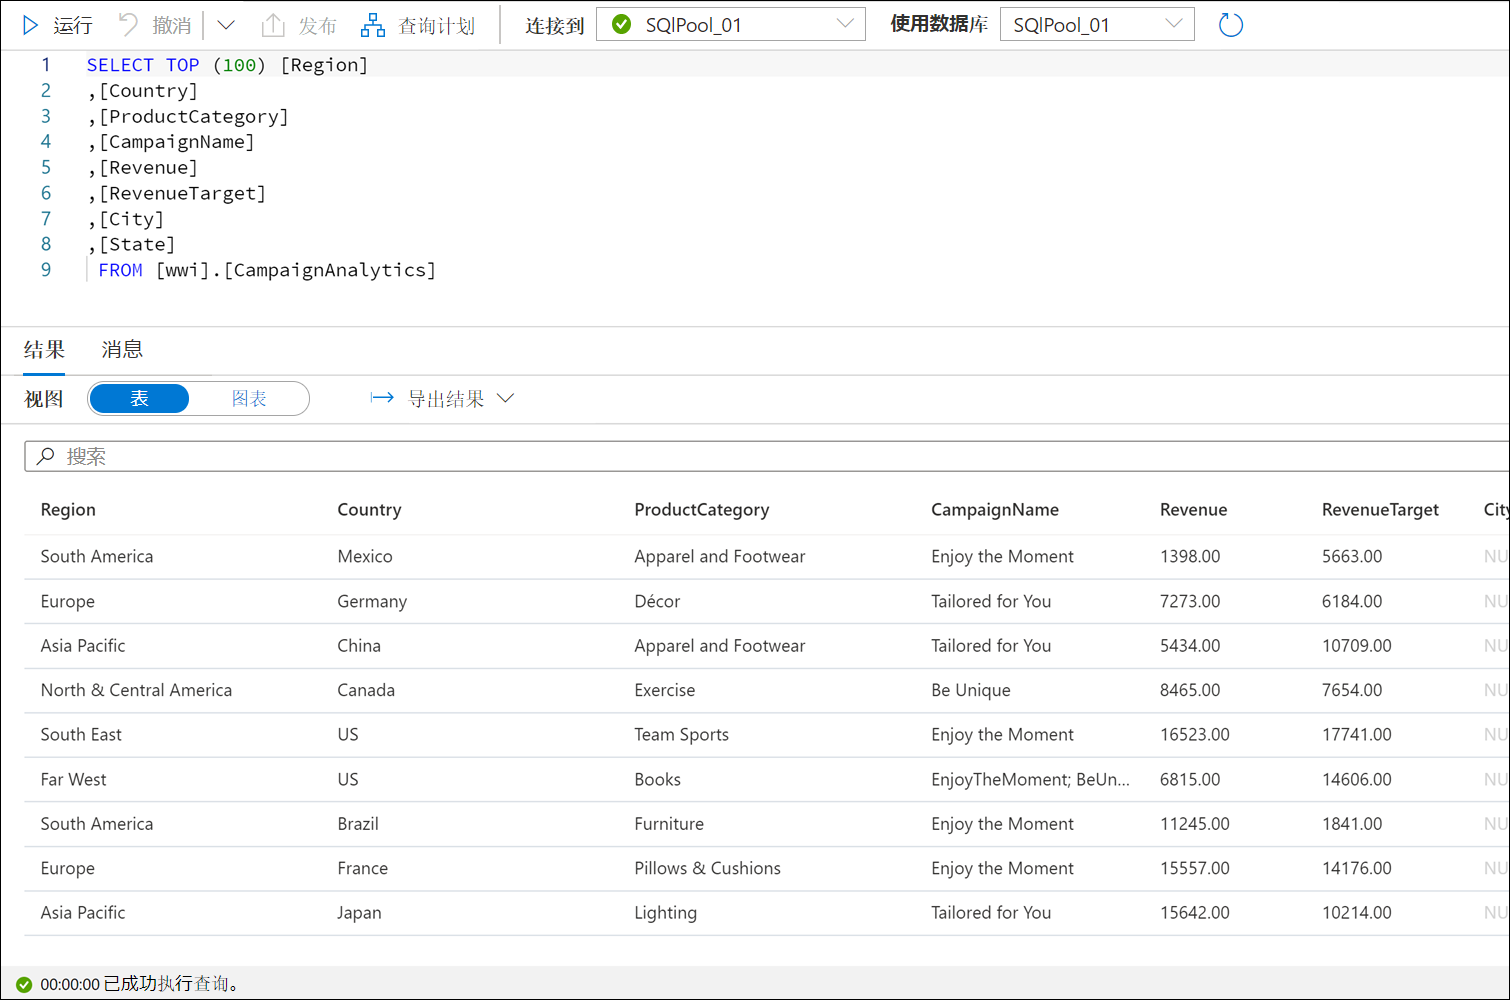 运行 撤消 发布 查询计划 连接到 SQlPool_01 使用数据库 SQlPool_01
1 SELECT TOP (100) [Region]
2 ,[Country]
3 ,[ProductCategory]
4 ,[CampaignName]
5 ,[Revenue]
6 ,[RevenueTarget]
7 ,[City]
8 ,[State]
9 FROM [wwi].[CampaignAnalytics]
结果 消息
视图 表 图表 导出结果
搜索
Region Country ProductCategory CampaignName Revenue RevenueTarget City
South America Mexico Apparel and Footwear Enjoy the Moment 1398.00 5663.00 NU
Europe Germany Décor Tailored for You 7273.00 6184.00 NU
Asia Pacific China Apparel and Footwear Tailored for You 5434.00 10709.00 NU
North & Central America Canada Exercise Be Unique 8465.00 7654.00 NU
South East US Team Sports Enjoy the Moment 16523.00 17741.00 NU
Far West US Books EnjoyTheMoment; BeUn... 6815.00 14606.00 NU
South America Brazil Furniture Enjoy the Moment 11245.00 1841.00 NU
Europe France Pillows & Cushions Enjoy the Moment 15557.00 14176.00 NU
Asia Pacific Japan Lighting Tailored for You 15642.00 10214.00 NU
00:00:00 已成功执行查询。